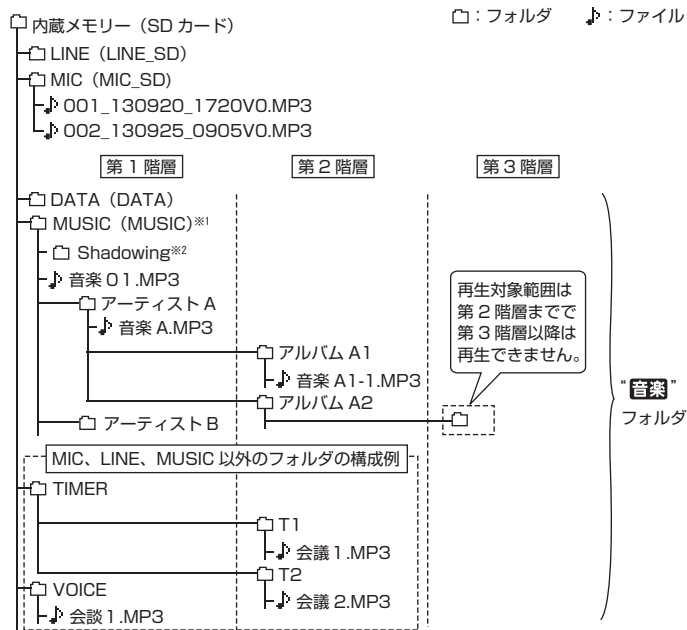 ：フォルダ　：ファイル
内蔵メモリー（SD カード）
LINE（LINE_SD）
MIC（MIC_SD）
001_130920_1720V0.MP3
002_130925_0905V0.MP3
第 1 階層　第 2 階層　第 3 階層
DATA（DATA）
MUSIC（MUSIC）※1
Shadowing※2
音楽 01.MP3
アーティスト A
音楽 A.MP3
アルバム A1
音楽 A1-1.MP3
アルバム A2
アーティスト B
再生対象範囲は
第 2 階層までで
第 3 階層以降は
再生できません。
“音楽”
フォルダ
MIC、LINE、MUSIC 以外のフォルダの構成例
TIMER
T1
会議 1.MP3
T2
会議 2.MP3
VOICE
会談 1.MP3